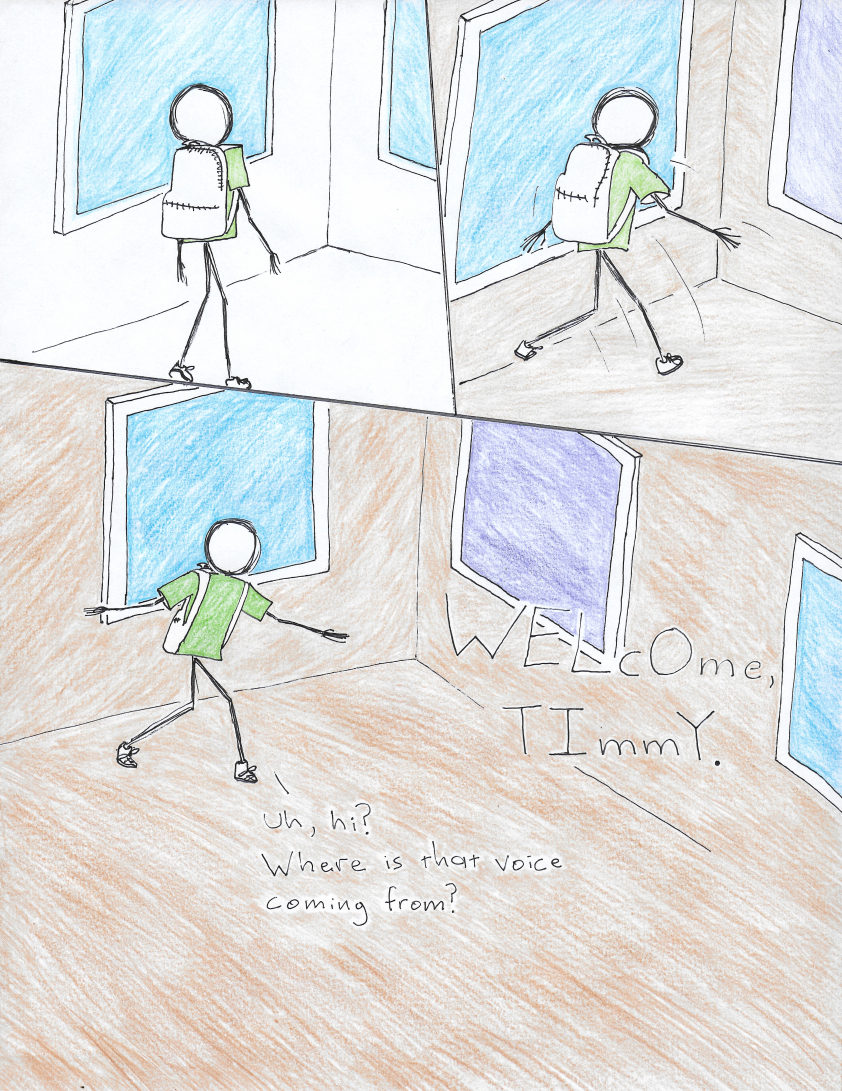 WELcOme,
TImmY.
Uh, hi?
Where is that voice
coming from?